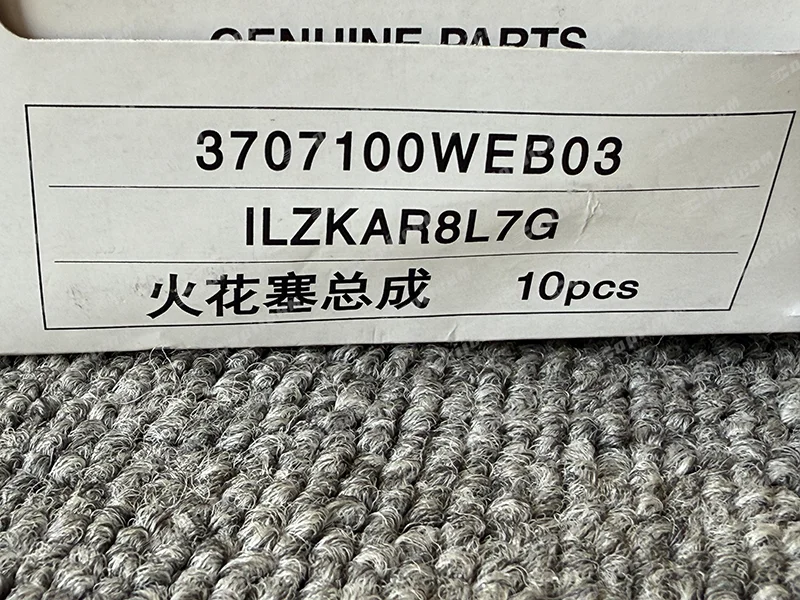 GENUINE PARTS
3707100WEB03
ILZKAR8L7G
火花塞总成 10pcs